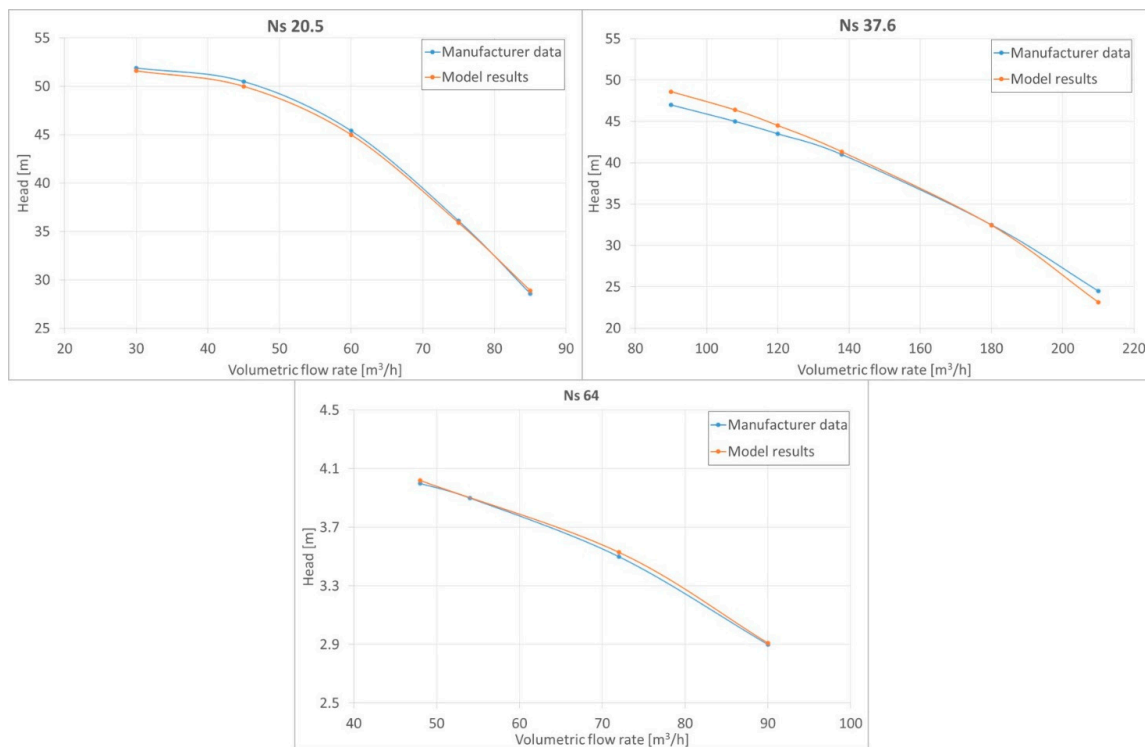 Ns 20.5
Manufacturer data
Model results
Head [m]
55
50
45
40
35
30
25
20 30 40 50 60 70 80 90
Volumetric flow rate [m³/h]
Ns 37.6
Manufacturer data
Model results
Head [m]
55
50
45
40
35
30
25
20
80 100 120 140 160 180 200 220
Volumetric flow rate [m³/h]
Ns 64
Manufacturer data
Model results
Head [m]
4.5
4.1
3.7
3.3
2.9
2.5
40 50 60 70 80 90 100
Volumetric flow rate [m³/h]